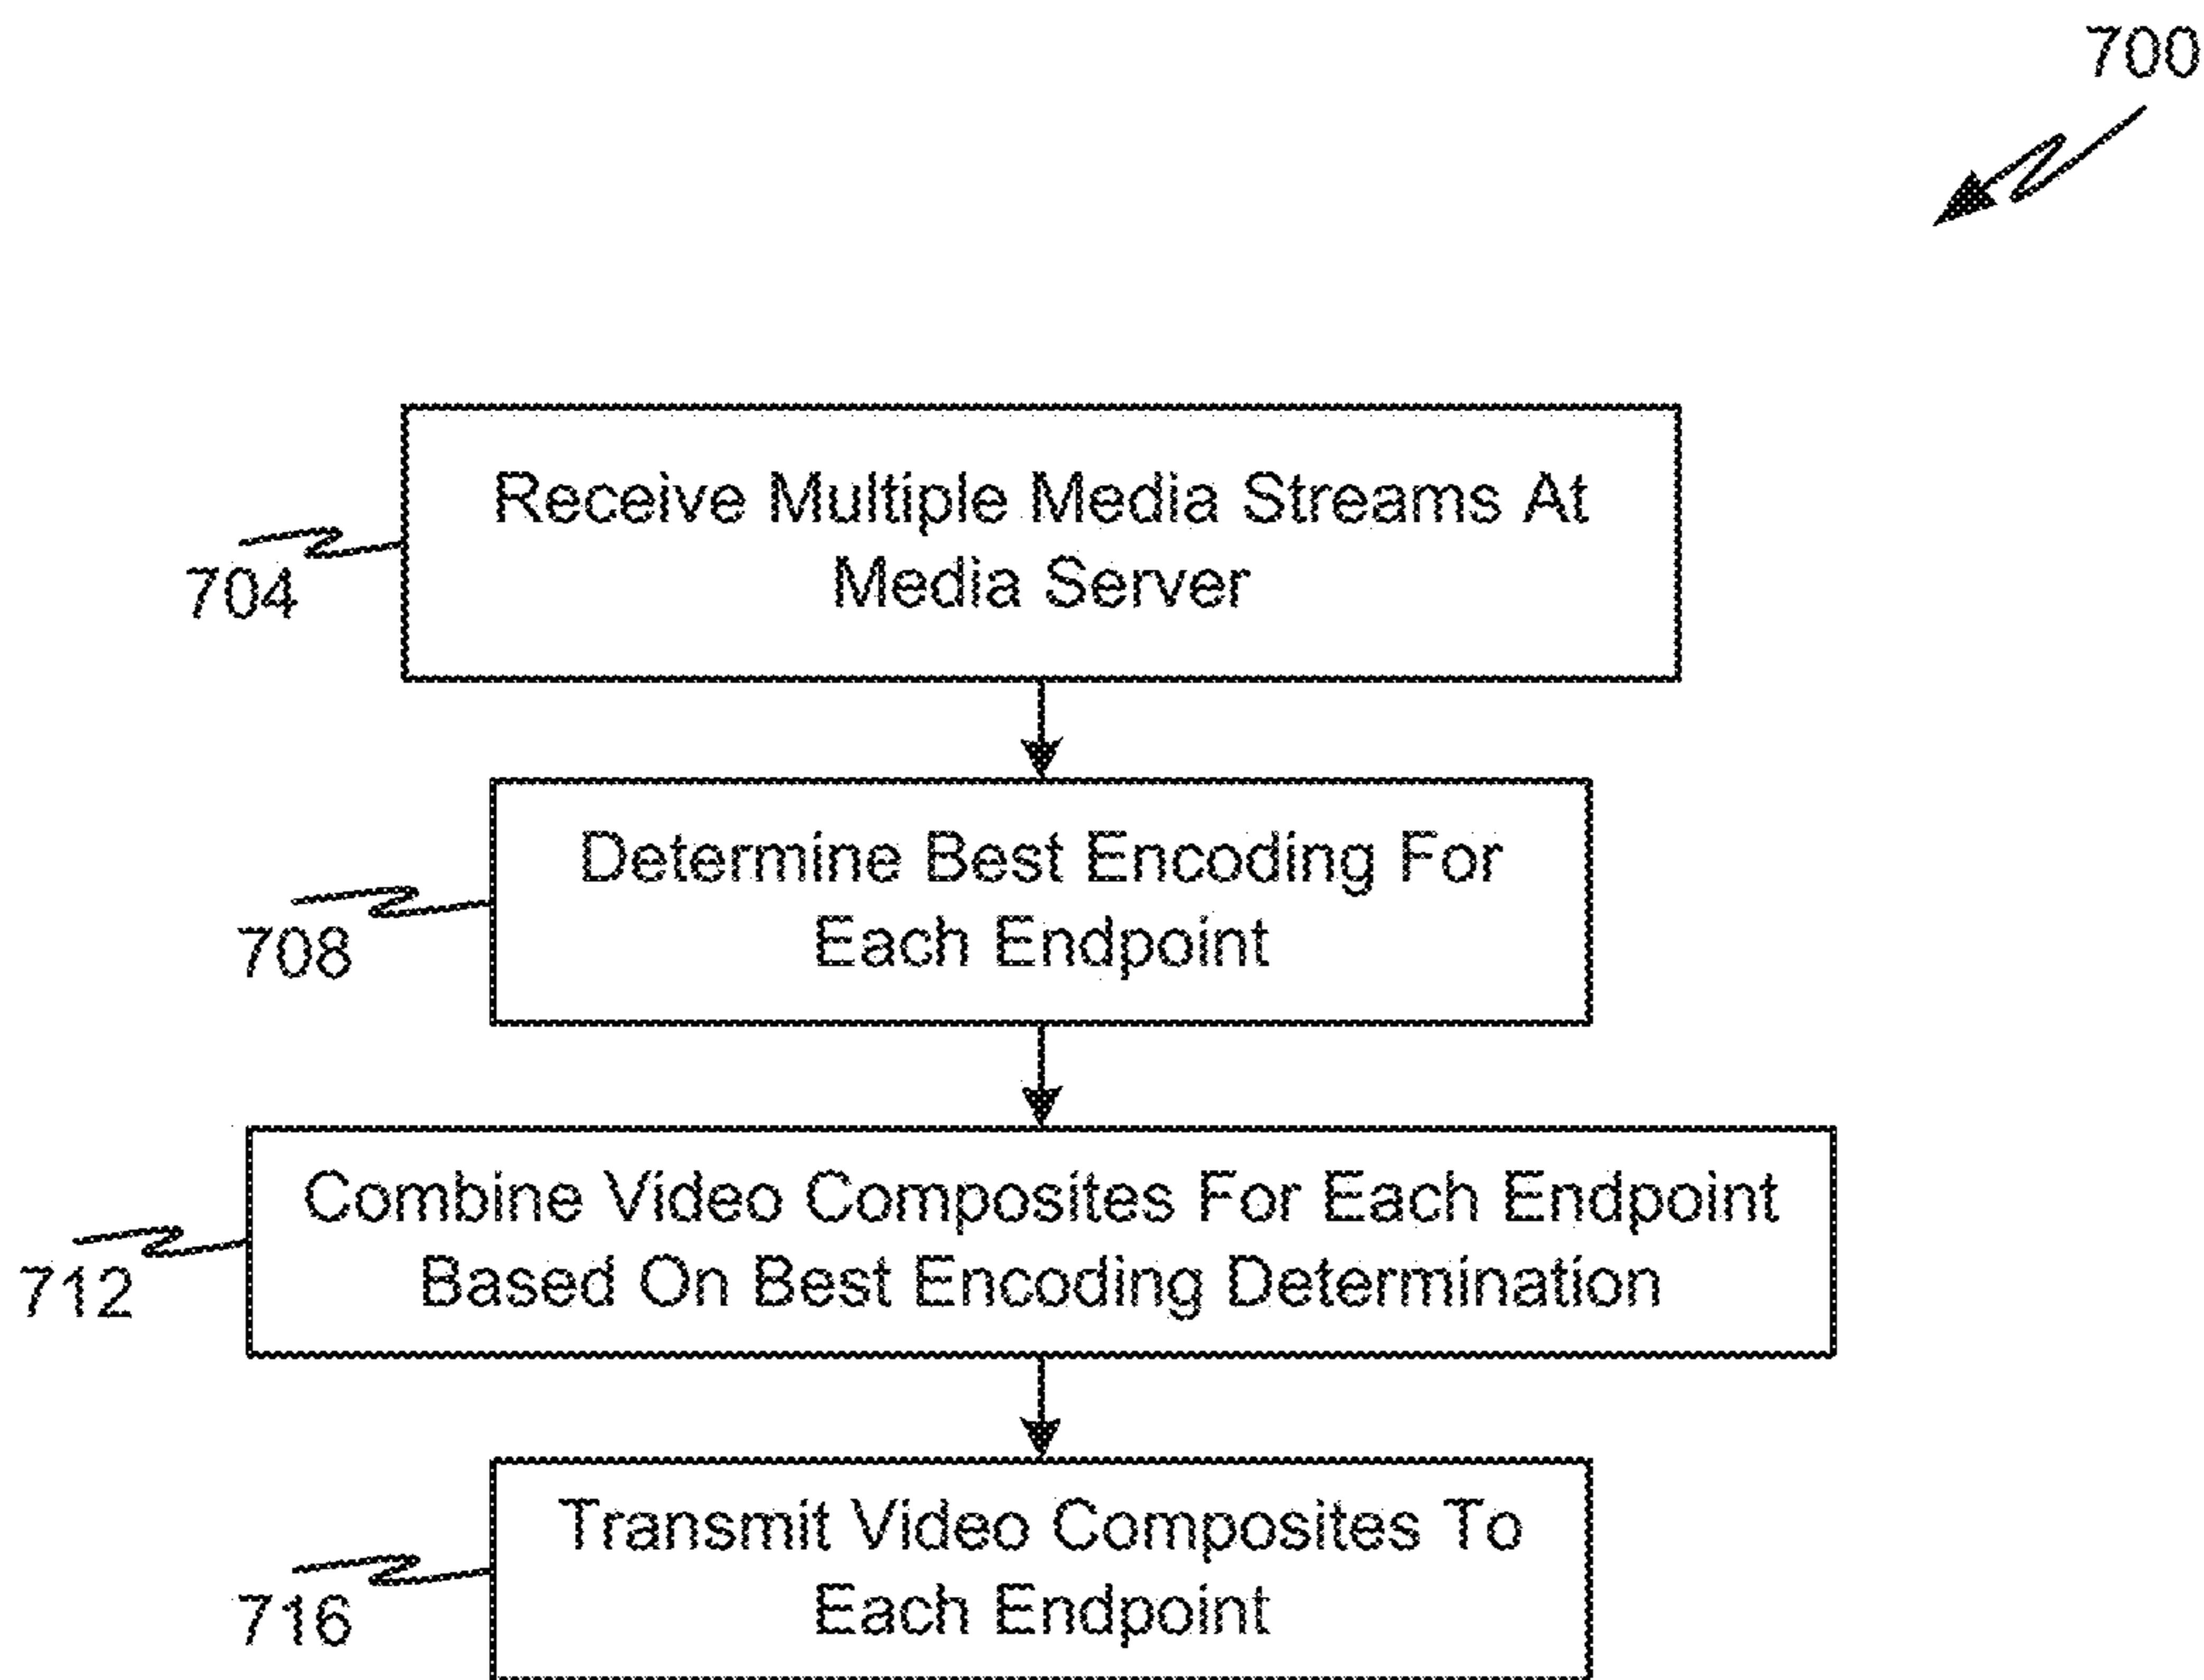 700
Receive Multiple Media Streams At
Media Server
704
Determine Best Encoding For
Each Endpoint
708
Combine Video Composites For Each Endpoint
Based On Best Encoding Determination
712
Transmit Video Composites To
Each Endpoint
716